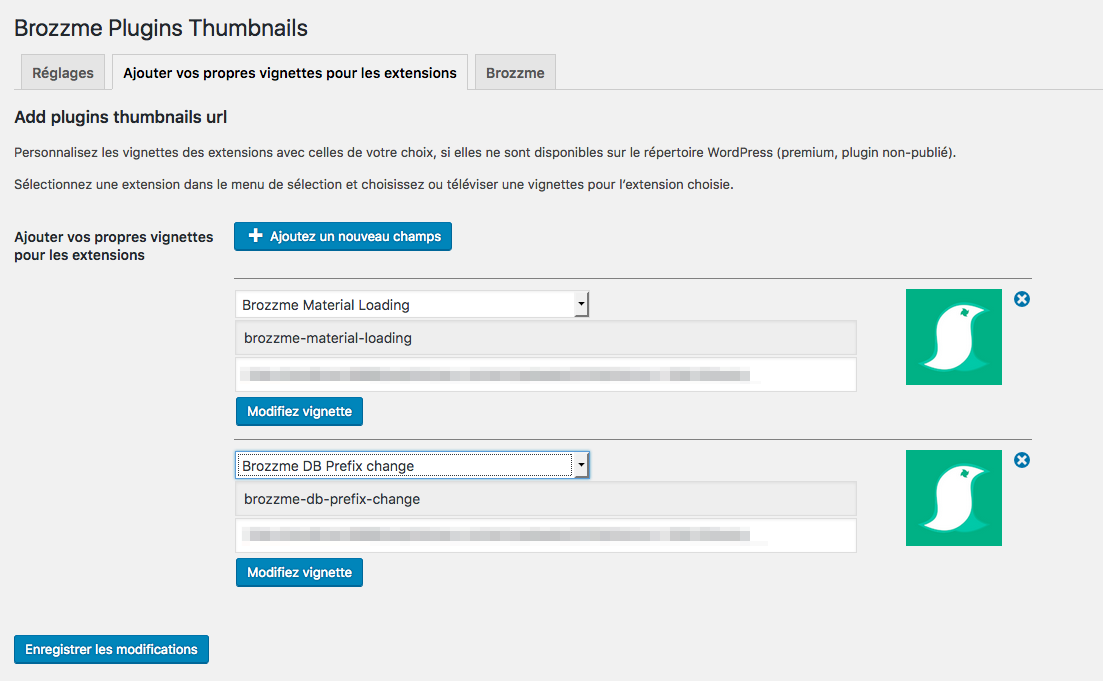 Brozzme Plugins Thumbnails
Réglages
Ajouter vos propres vignettes pour les extensions
Brozzme
Add plugins thumbnails url
Personnalisez les vignettes des extensions avec celles de votre choix, si elles ne sont disponibles sur le répertoire WordPress (premium, plugin non-publié).
Sélectionnez une extension dans le menu de sélection et choisissez ou téléviser une vignettes pour l'extension choisie.
Ajouter vos propres vignettes
pour les extensions
Ajoutez un nouveau champs
Brozzme Material Loading
brozzme-material-loading
Modifiez vignette
Brozzme DB Prefix change
brozzme-db-prefix-change
Modifiez vignette
Enregistrer les modifications